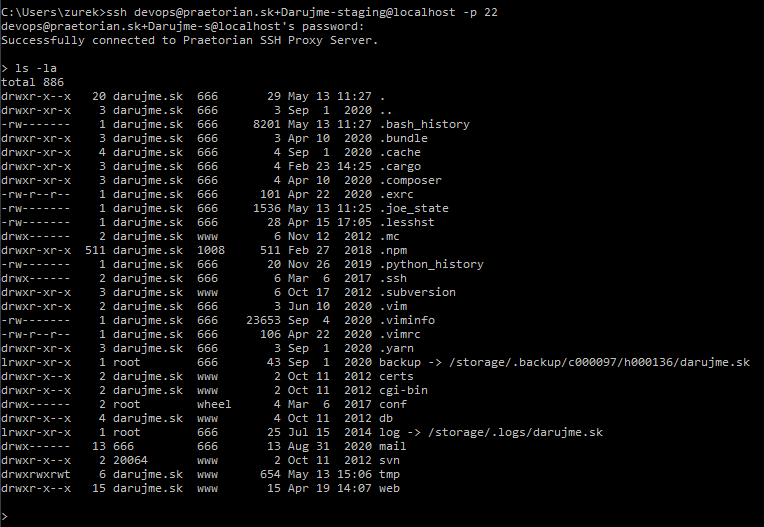 C:\Users\zurek>ssh devops@praetorian.sk+Darujme-staging@localhost -p 22
devops@praetorian.sk+Darujme-s@localhost's password:
Successfully connected to Praetorian SSH Proxy Server.
> ls -la
total 886
drwxr-x--x   20 darujme.sk  666       29 May 13 11:27 .
drwxr-xr-x    3 darujme.sk  666        3 Sep  1  2020 ..
-rw-------    1 darujme.sk  666     8201 May 13 11:27 .bash_history
drwxr-xr-x    3 darujme.sk  666        3 Apr 10  2020 .bundle
drwxr-xr-x    4 darujme.sk  666        4 Sep  1  2020 .cache
drwxr-xr-x    3 darujme.sk  666        4 Feb 23 14:25 .cargo
drwxr-xr-x    3 darujme.sk  666        4 Apr 10  2020 .composer
-rw-r--r--    1 darujme.sk  666      101 Apr 22  2020 .exrc
-rw-------    1 darujme.sk  666     1536 May 13 11:25 .joe_state
-rw-------    1 darujme.sk  666       28 Apr 15 17:05 .lesshst
drwx------    2 darujme.sk  www        6 Nov 12  2012 .mc
drwxr-xr-x  511 darujme.sk  1008     511 Feb 27  2018 .npm
-rw-------    1 darujme.sk  666       20 Nov 26  2019 .python_history
drwx------    2 darujme.sk  666        6 Mar  6  2017 .ssh
drwxr-xr-x    3 darujme.sk  www        6 Oct 17  2012 .subversion
drwxr-xr-x    2 darujme.sk  666        3 Jun 10  2020 .vim
-rw-------    1 darujme.sk  666    23653 Sep  4  2020 .viminfo
-rw-r--r--    1 darujme.sk  666      106 Apr 22  2020 .vimrc
drwxr-xr-x    3 darujme.sk  666        3 Sep  1  2020 .yarn
lrwxr-xr-x    1 root        666       43 Sep  1  2020 backup -> /storage/.backup/c000097/h000136/darujme.sk
drwxr-x--x    2 darujme.sk  www        2 Oct 11  2012 certs
drwxr-x--x    2 darujme.sk  www        2 Oct 11  2012 cgi-bin
drwx------    2 root        wheel      4 Mar  6  2017 conf
drwxr-x--x    4 darujme.sk  www        4 Oct 11  2012 db
lrwxr-xr-x    1 root        666       25 Jul 15  2014 log -> /storage/.logs/darujme.sk
drwx------   13 666         666       13 Aug 31  2020 mail
drwxr-x--x    2 20064       www        2 Oct 11  2012 svn
drwxrwxrwt    6 darujme.sk  www      654 May 13 15:06 tmp
drwxr-x--x   15 darujme.sk  www       15 Apr 19 14:07 web
>